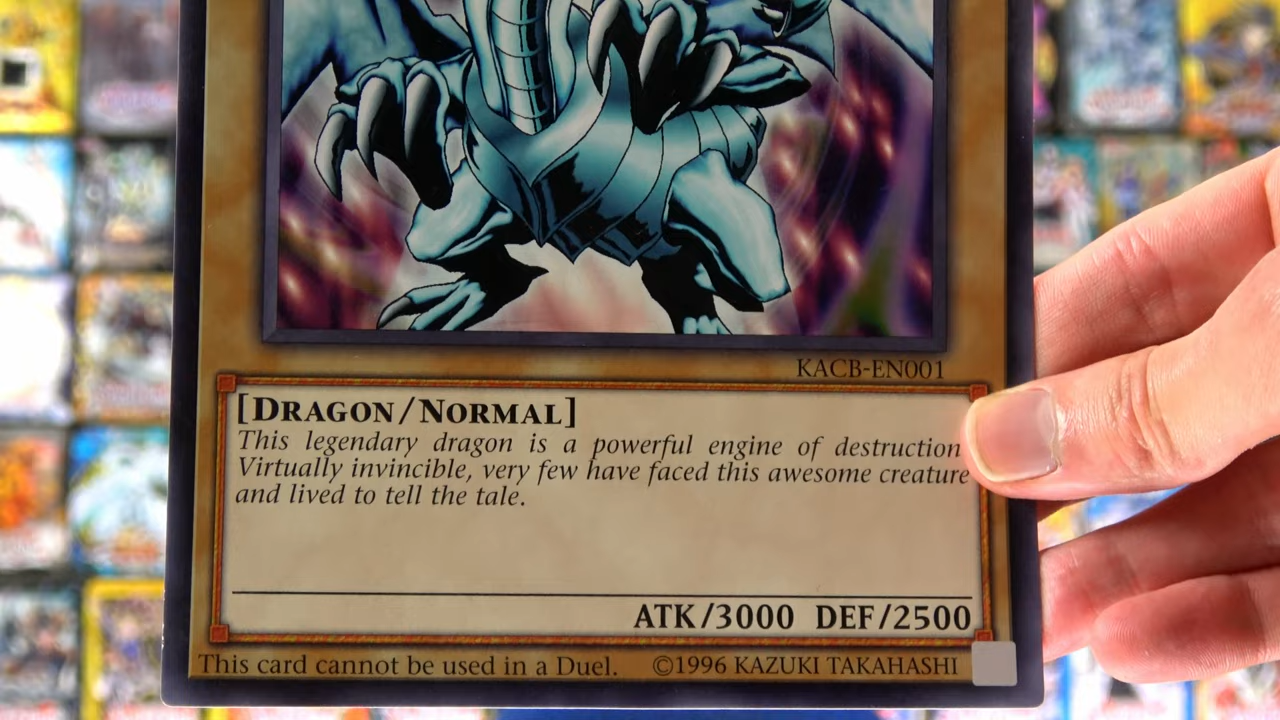 KACB-EN001
[DRAGON/NORMAL]
This legendary dragon is a powerful engine of destruction
Virtually invincible, very few have faced this awesome creature
and lived to tell the tale.
ATK/3000 DEF/2500
This card cannot be used in a Duel. ©1996 KAZUKI TAKAHASHI